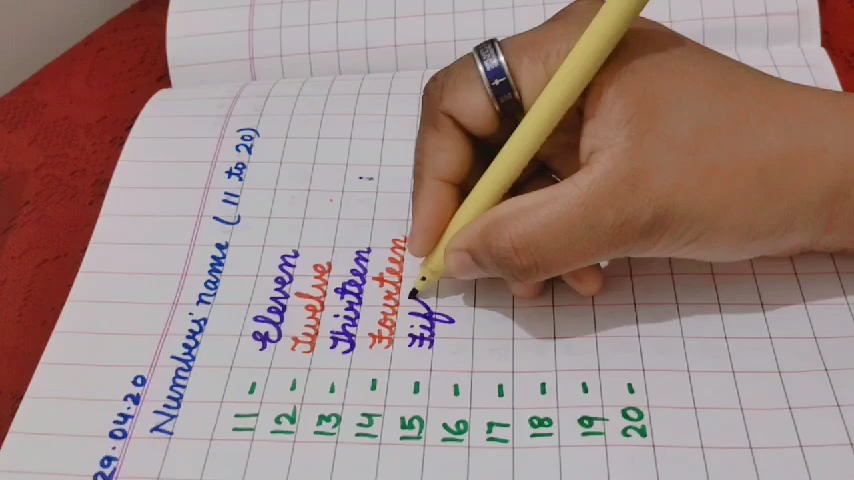 29.04.20
Numbers' name (11 to 20)
11 - Eleven
12 - Twelve
13 - Thirteen
14 - Fourteen
15 - Fif
16 -
17 -
18 -
19 -
20 -